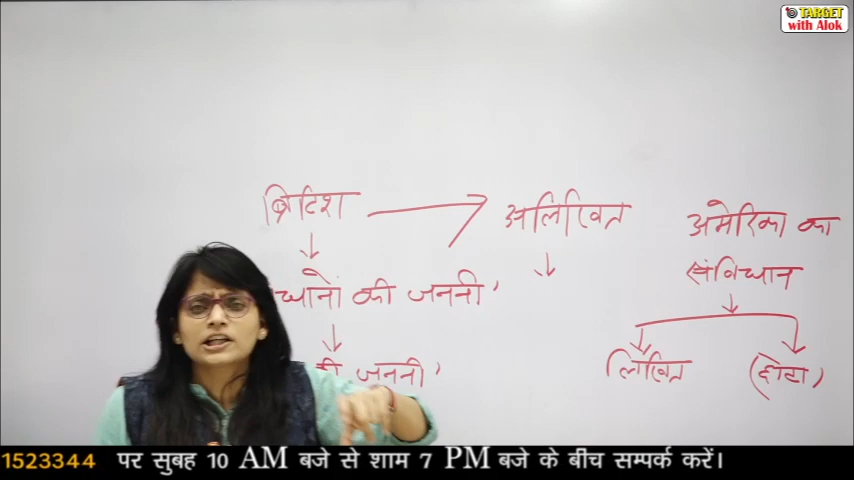 TARGET
with Alok
ब्रिटिश → अलिखित
अमेरिका का
संविधान
धानों की जननी'
की जननी'
लिखित (छोटा)
1523344 पर सुबह 10 AM बजे से शाम 7 PM बजे के बीच सम्पर्क करें।